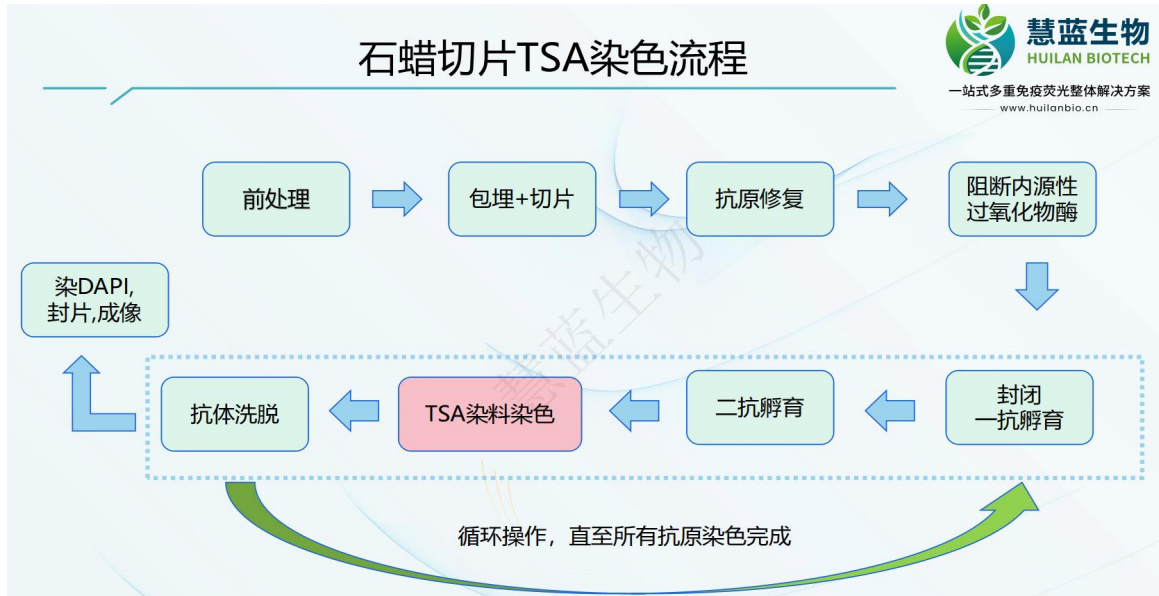 石蜡切片TSA染色流程
慧蓝生物
HUILAN BIOTECH
一站式多重免疫荧光整体解决方案
www.huilanbio.cn
前处理
包埋+切片
抗原修复
阻断内源性
过氧化物酶
封闭
一抗孵育
二抗孵育
TSA染料染色
抗体洗脱
染DAPI,
封片,成像
循环操作，直至所有抗原染色完成
慧蓝生物